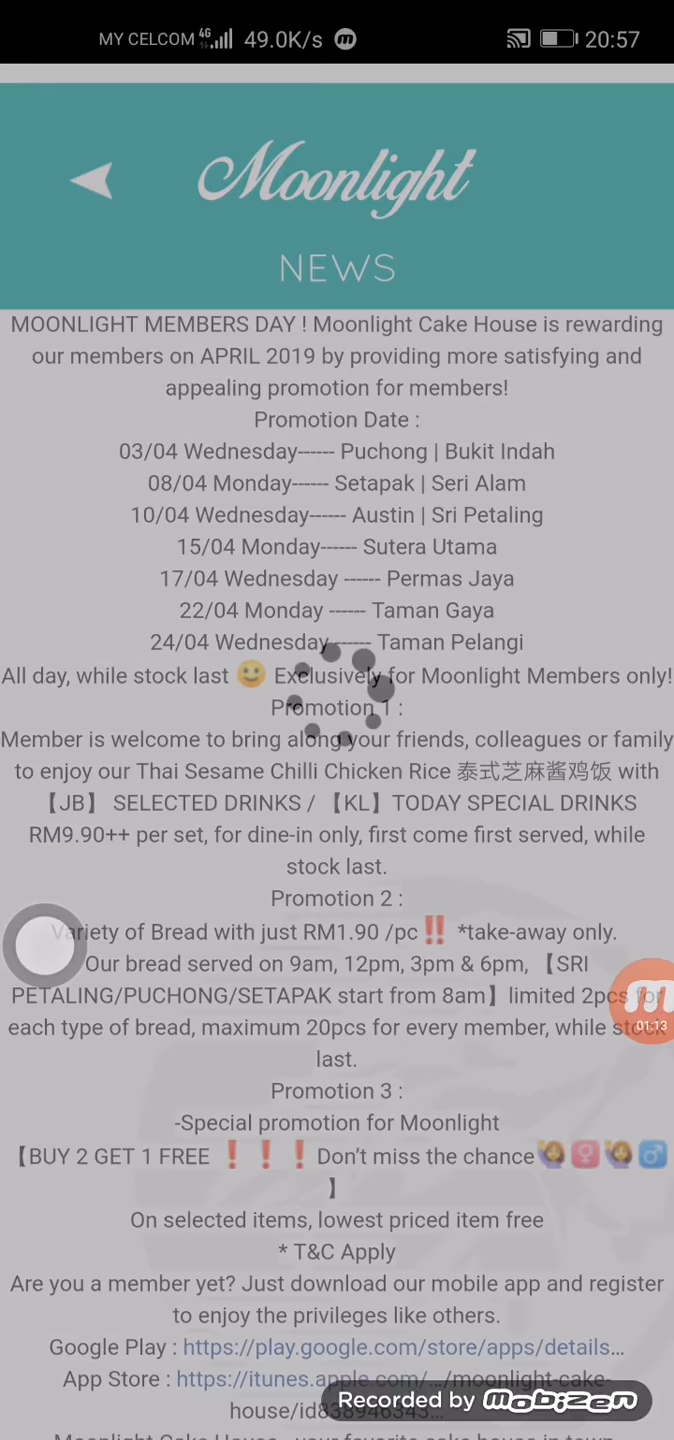 MY CELCOM 4G 49.0K/s m 20:57
Moonlight
NEWS
MOONLIGHT MEMBERS DAY ! Moonlight Cake House is rewarding
our members on APRIL 2019 by providing more satisfying and
appealing promotion for members!
Promotion Date :
03/04 Wednesday------ Puchong | Bukit Indah
08/04 Monday------ Setapak | Seri Alam
10/04 Wednesday------ Austin | Sri Petaling
15/04 Monday------ Sutera Utama
17/04 Wednesday ------ Permas Jaya
22/04 Monday ------ Taman Gaya
24/04 Wednesday------ Taman Pelangi
All day, while stock last 🙂 Exclusively for Moonlight Members only!
Promotion 1 :
Member is welcome to bring along your friends, colleagues or family
to enjoy our Thai Sesame Chilli Chicken Rice 泰式芝麻酱鸡饭 with
【JB】 SELECTED DRINKS / 【KL】TODAY SPECIAL DRINKS
RM9.90++ per set, for dine-in only, first come first served, while
stock last.
Promotion 2 :
Variety of Bread with just RM1.90 /pc‼️ *take-away only.
Our bread served on 9am, 12pm, 3pm & 6pm, 【SRI
PETALING/PUCHONG/SETAPAK start from 8am】limited 2pcs for
each type of bread, maximum 20pcs for every member, while stock
last.
m
01:13
Promotion 3 :
-Special promotion for Moonlight
【BUY 2 GET 1 FREE ❗❗❗Don’t miss the chance🙋♀️🙋♂️
】
On selected items, lowest priced item free
* T&C Apply
Are you a member yet? Just download our mobile app and register
to enjoy the privileges like others.
Google Play : https://play.google.com/store/apps/details…
App Store : https://itunes.apple.com/…/moonlight-cake-
house/id838946343…
Recorded by mobizen
Moonlight Cake House - your favorite cake house in town